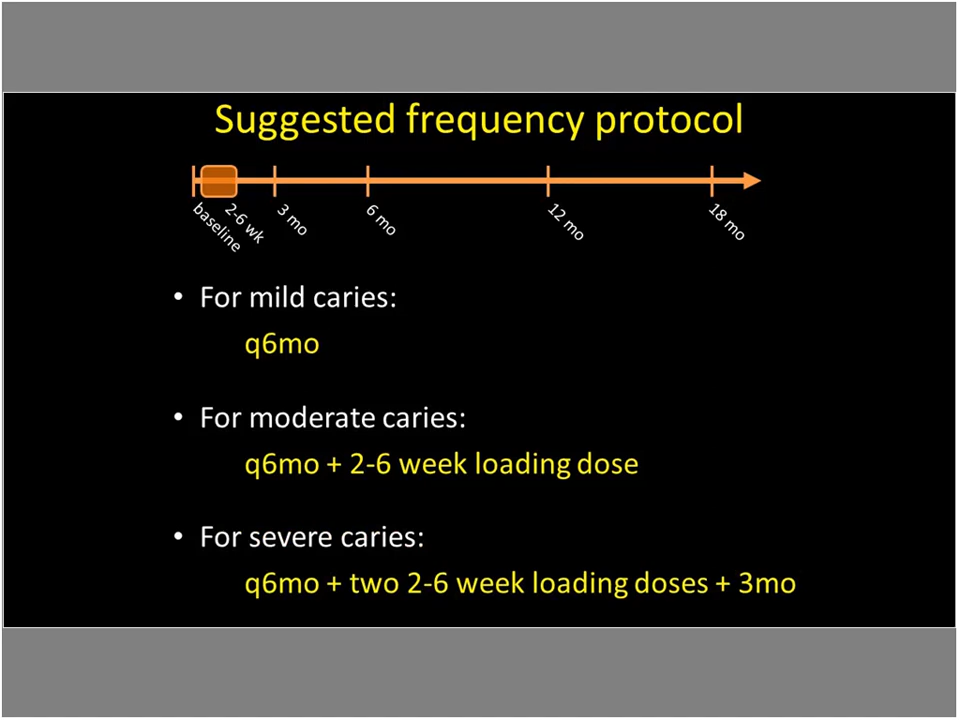 Suggested frequency protocol
baseline
2-6 wk
3 mo
6 mo
12 mo
18 mo
• For mild caries:
q6mo
• For moderate caries:
q6mo + 2-6 week loading dose
• For severe caries:
q6mo + two 2-6 week loading doses + 3mo